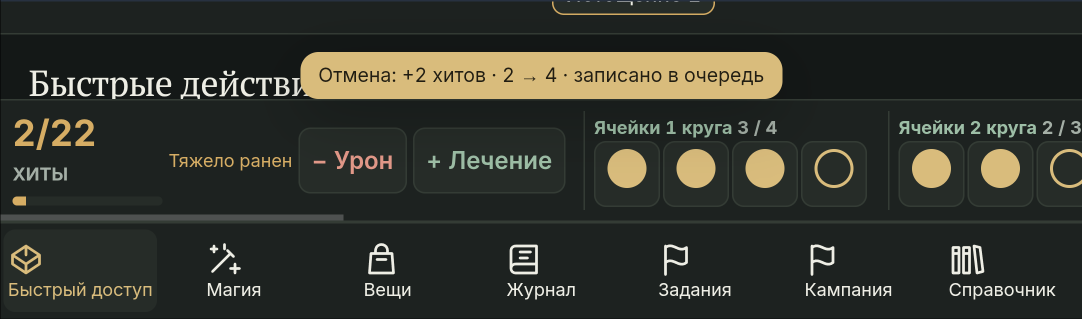 Отмена: +2 хитов · 2 → 4 · записано в очередь
Быстрые действи
2/22
хиты
Тяжело ранен
− Урон
+ Лечение
Ячейки 1 круга 3 / 4
Ячейки 2 круга 2 / 3
Быстрый доступ
Магия
Вещи
Журнал
Задания
Кампания
Справочник